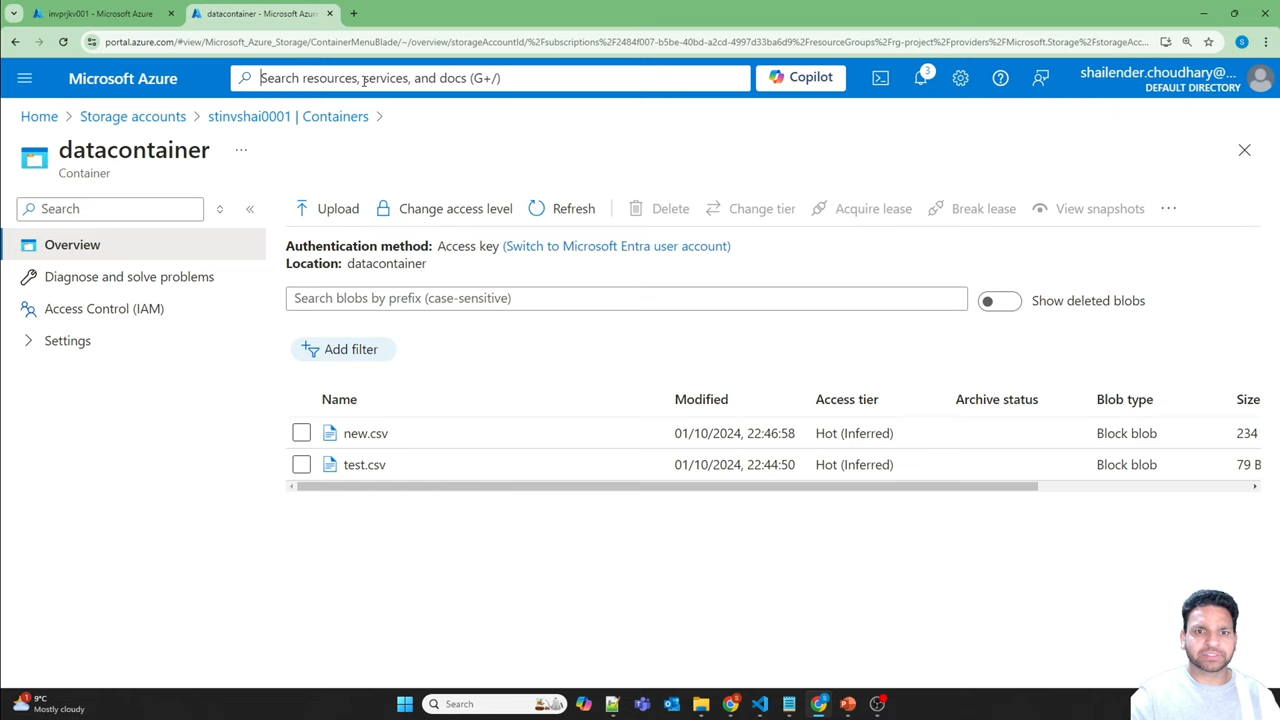 invprjkv001 - Microsoft Azure
datacontainer - Microsoft Azure
portal.azure.com/#view/Microsoft_Azure_Storage/ContainerMenuBlade/~/overview/storageAccountId/%2Fsubscriptions%2F2484f007-b5be-40bd-a2cd-4997d33ba6d9%2FresourceGroups%2Frg-project%2Fproviders%2FMicrosoft.Storage%2FstorageAcc...
Microsoft Azure
Search resources, services, and docs (G+/)
Copilot
3
shailender.choudhary@...
DEFAULT DIRECTORY
Home > Storage accounts > stinvshai0001 | Containers >
datacontainer ...
Container
Search
Upload
Change access level
Refresh
Delete
Change tier
Acquire lease
Break lease
View snapshots
Overview
Diagnose and solve problems
Access Control (IAM)
Settings
Authentication method: Access key (Switch to Microsoft Entra user account)
Location: datacontainer
Search blobs by prefix (case-sensitive)
Show deleted blobs
Add filter
Name Modified Access tier Archive status Blob type Size
new.csv 01/10/2024, 22:46:58 Hot (Inferred) Block blob 234
test.csv 01/10/2024, 22:44:50 Hot (Inferred) Block blob 79 B
1
9°C
Mostly cloudy
Search